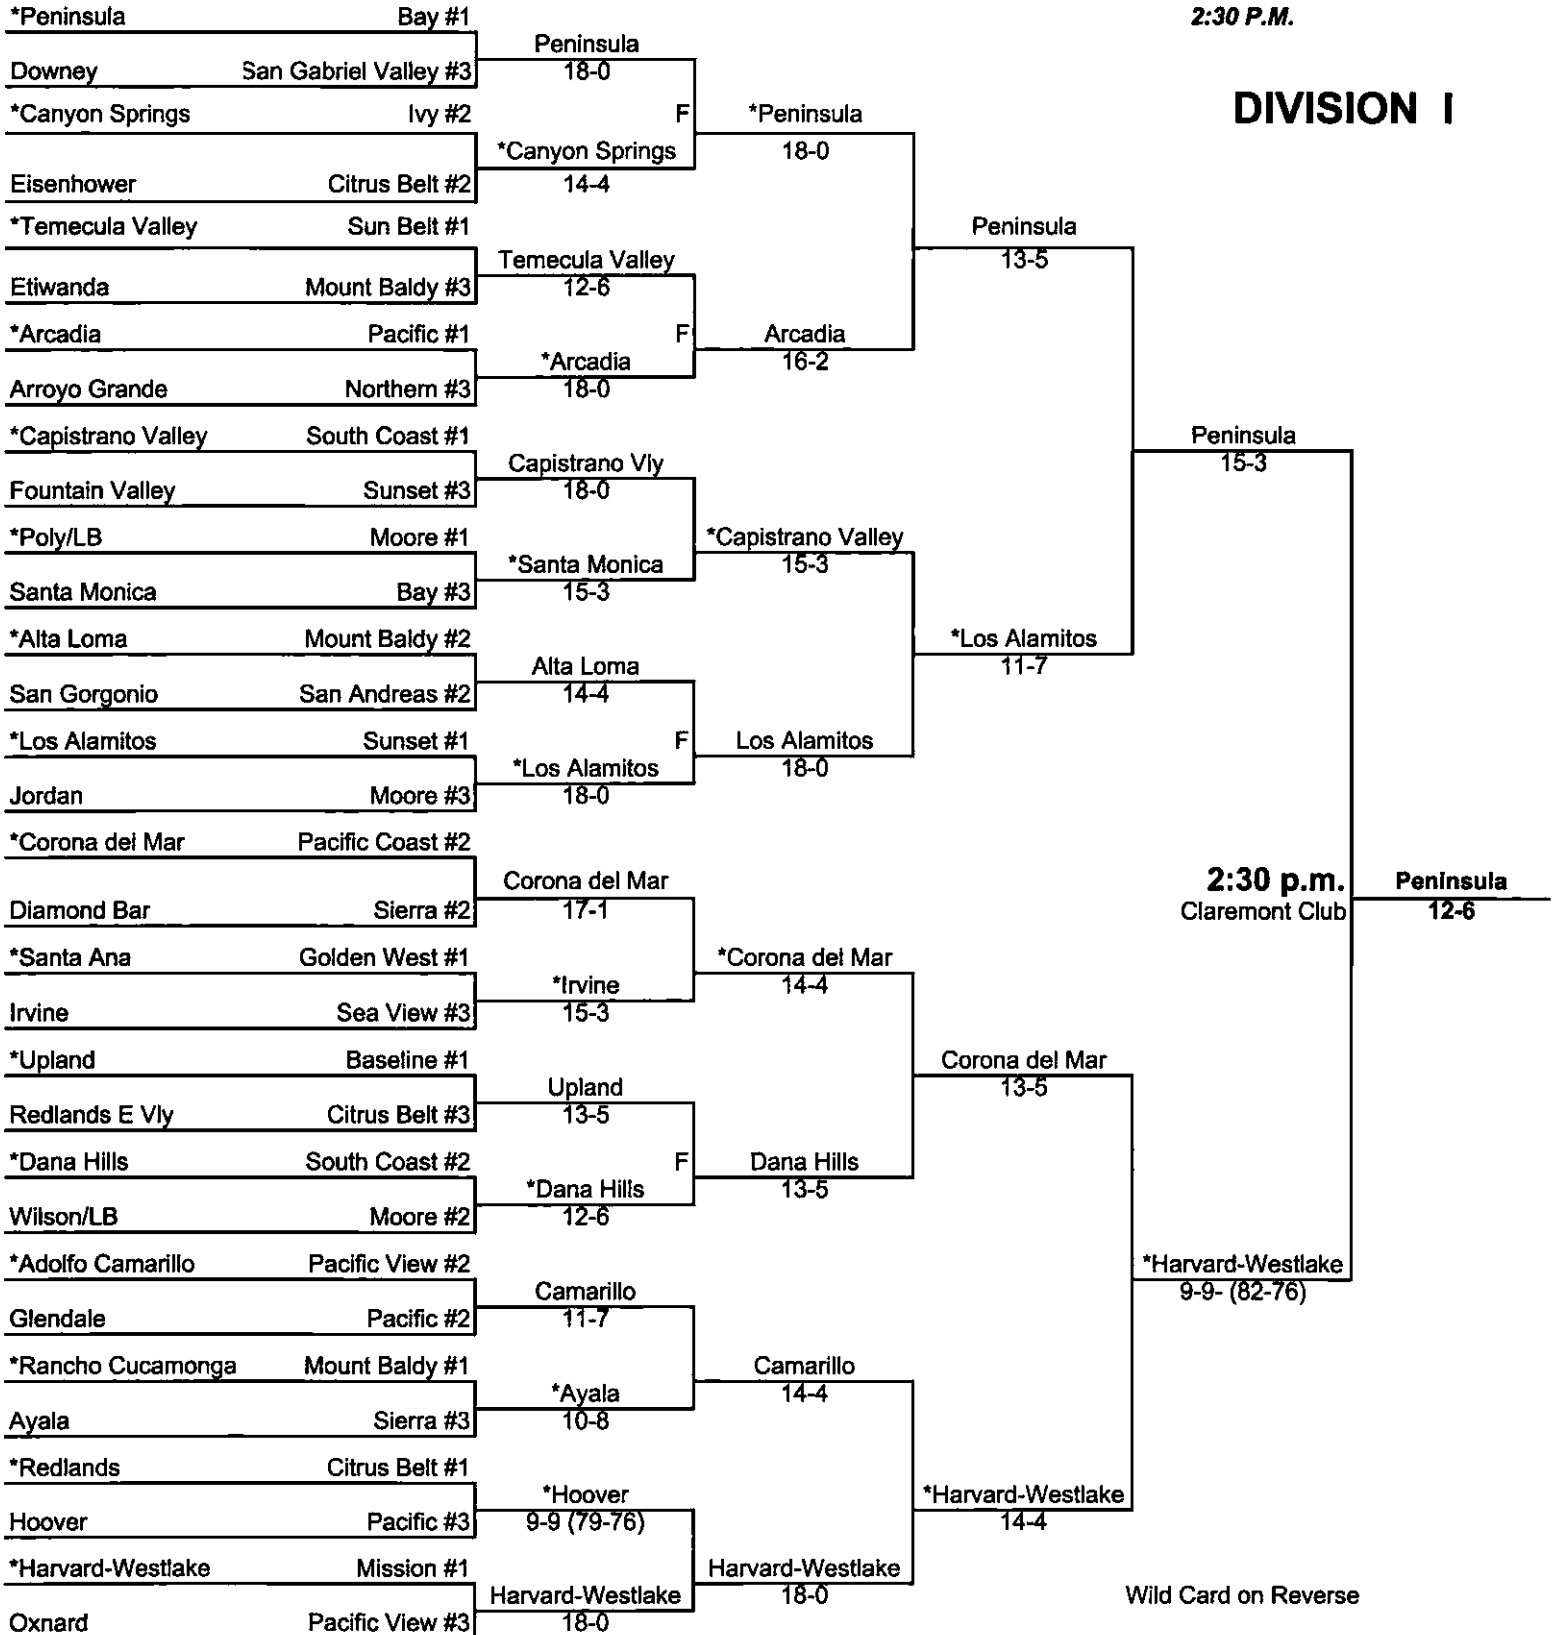 *Peninsula Bay #1
Downey San Gabriel Valley #3
*Canyon Springs Ivy #2
Eisenhower Citrus Belt #2
*Temecula Valley Sun Belt #1
Etiwanda Mount Baldy #3
*Arcadia Pacific #1
Arroyo Grande Northern #3
*Capistrano Valley South Coast #1
Fountain Valley Sunset #3
*Poly/LB Moore #1
Santa Monica Bay #3
*Alta Loma Mount Baldy #2
San Gorgonio San Andreas #2
*Los Alamitos Sunset #1
Jordan Moore #3
*Corona del Mar Pacific Coast #2
Diamond Bar Sierra #2
*Santa Ana Golden West #1
Irvine Sea View #3
*Upland Baseline #1
Redlands E Vly Citrus Belt #3
*Dana Hills South Coast #2
Wilson/LB Moore #2
*Adolfo Camarillo Pacific View #2
Glendale Pacific #2
*Rancho Cucamonga Mount Baldy #1
Ayala Sierra #3
*Redlands Citrus Belt #1
Hoover Pacific #3
*Harvard-Westlake Mission #1
Oxnard Pacific View #3
Peninsula
18-0
F
*Canyon Springs
14-4
Temecula Valley
12-6
F
*Arcadia
18-0
Capistrano Vly
18-0
*Santa Monica
15-3
Alta Loma
14-4
F
*Los Alamitos
18-0
Corona del Mar
17-1
*Irvine
15-3
Upland
13-5
F
*Dana Hills
12-6
Camarillo
11-7
*Ayala
10-8
*Hoover
9-9 (79-76)
Harvard-Westlake
18-0
*Peninsula
18-0
Arcadia
16-2
*Capistrano Valley
15-3
Los Alamitos
18-0
*Corona del Mar
14-4
Dana Hills
13-5
Camarillo
14-4
Harvard-Westlake
18-0
Peninsula
13-5
*Los Alamitos
11-7
Corona del Mar
13-5
*Harvard-Westlake
14-4
2:30 P.M.
DIVISION I
Peninsula
15-3
2:30 p.m.
Claremont Club
*Harvard-Westlake
9-9- (82-76)
Peninsula
12-6
Wild Card on Reverse